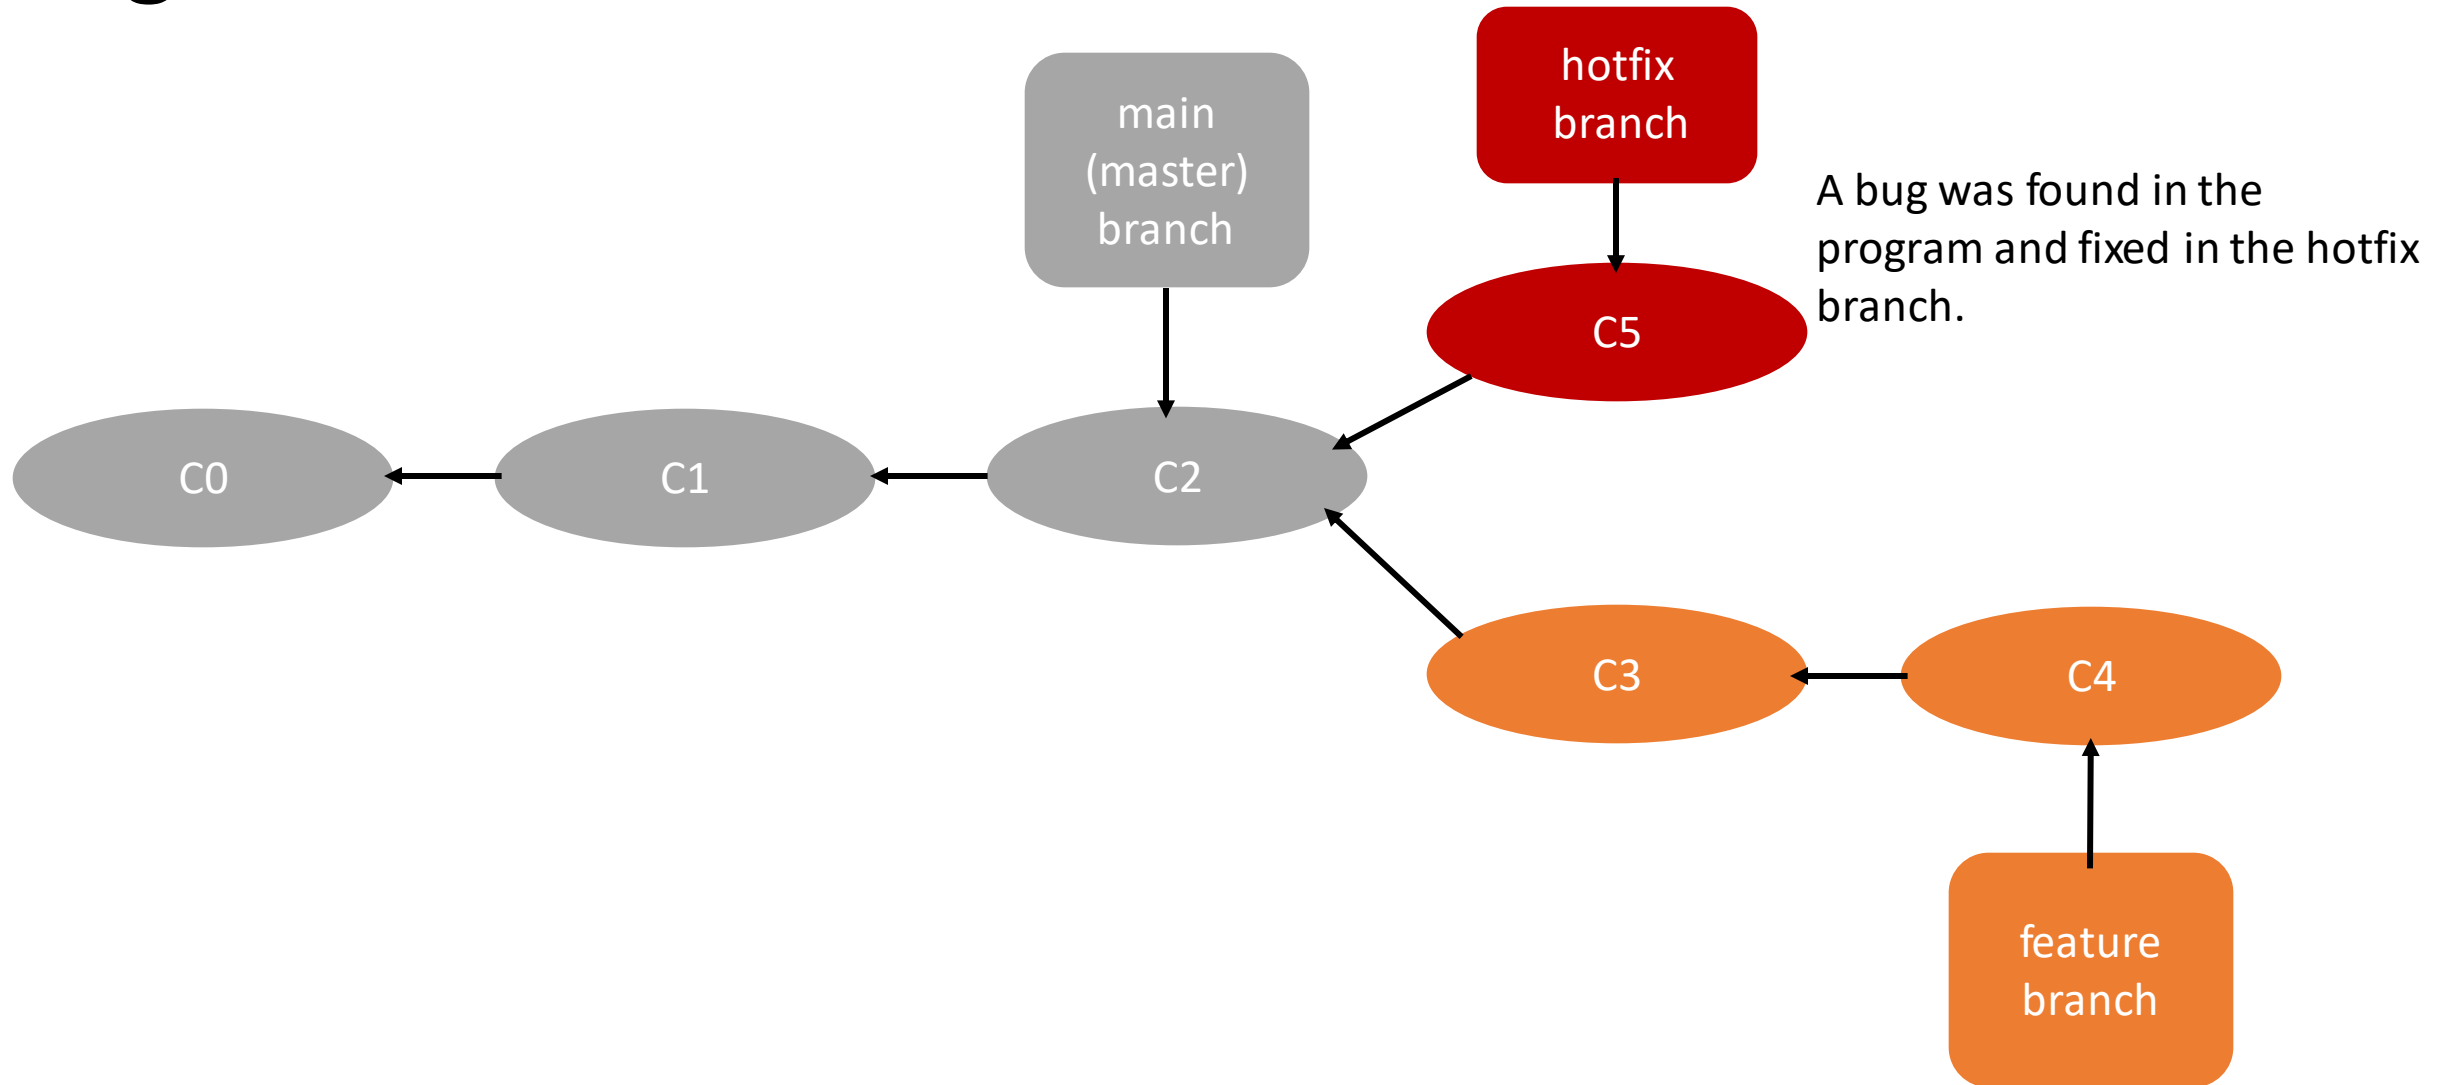 hotfix
branch
main
(master)
branch
A bug was found in the
program and fixed in the hotfix
branch.
C5
C0
C1
C2
C3
C4
feature
branch